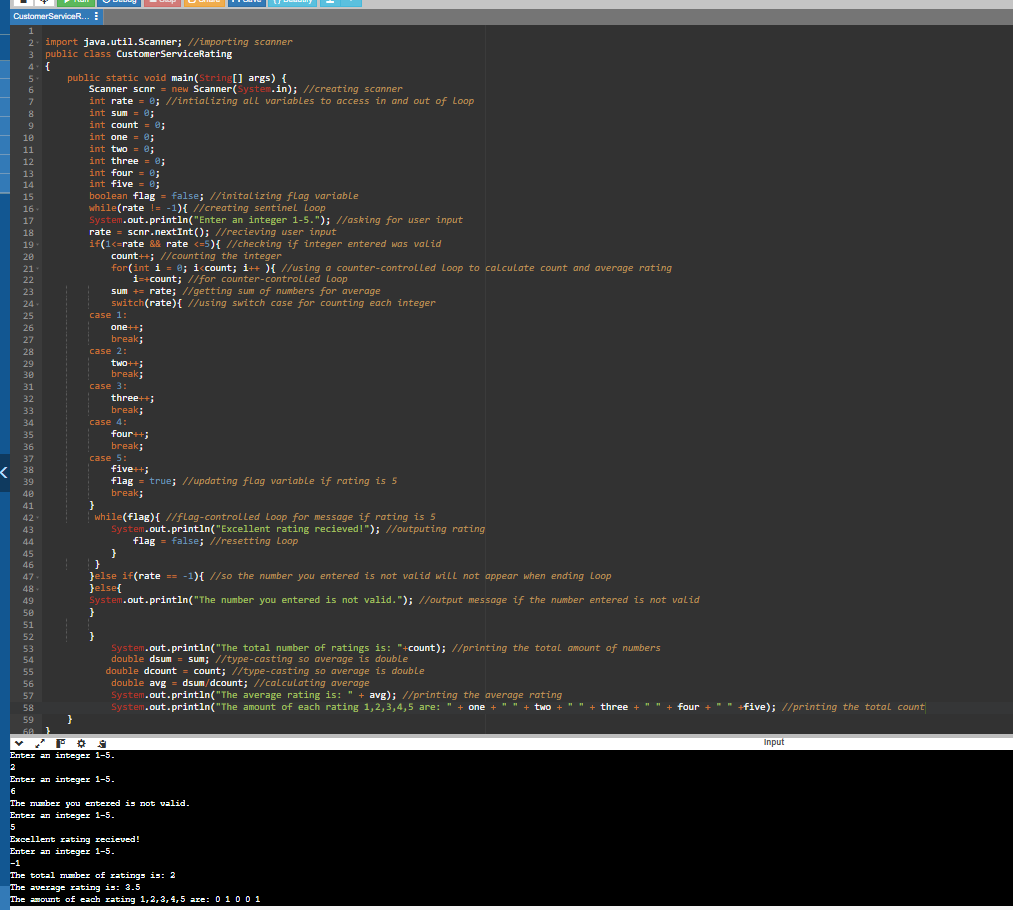 Run Debug Stop Share Save Beautify
CustomerServiceR...
1
2 import java.util.Scanner; //importing scanner
3 public class CustomerServiceRating
4 {
5 public static void main(String[] args) {
6 Scanner scnr = new Scanner(System.in); //creating scanner
7 int rate = 0; //intializing all variables to access in and out of loop
8 int sum = 0;
9 int count = 0;
10 int one = 0;
11 int two = 0;
12 int three = 0;
13 int four = 0;
14 int five = 0;
15 boolean flag = false; //initalizing flag variable
16 while(rate != -1){ //creating sentinel loop
17 System.out.println("Enter an integer 1-5."); //asking for user input
18 rate = scnr.nextInt(); //recieving user input
19 if(1<=rate && rate <=5){ //checking if integer entered was valid
20 count++; //counting the integer
21 for(int i = 0; i<count; i++ ){ //using a counter-controlled loop to calculate count and average rating
22 i=+count; //for counter-controlled loop
23 sum += rate; //getting sum of numbers for average
24 switch(rate){ //using switch case for counting each integer
25 case 1:
26 one++;
27 break;
28 case 2:
29 two++;
30 break;
31 case 3:
32 three++;
33 break;
34 case 4:
35 four++;
36 break;
37 case 5:
38 five++;
39 flag = true; //updating flag variable if rating is 5
40 break;
41 }
42 while(flag){ //flag-controlled loop for message if rating is 5
43 System.out.println("Excellent rating recieved!"); //outputing rating
44 flag = false; //resetting loop
45 }
46 }
47 }else if(rate == -1){ //so the number you entered is not valid will not appear when ending loop
48 }else{
49 System.out.println("The number you entered is not valid."); //output message if the number entered is not valid
50 }
51
52 }
53 System.out.println("The total number of ratings is: "+count); //printing the total amount of numbers
54 double dsum = sum; //type-casting so average is double
55 double dcount = count; //type-casting so average is double
56 double avg = dsum/dcount; //calculating average
57 System.out.println("The average rating is: " + avg); //printing the average rating
58 System.out.println("The amount of each rating 1,2,3,4,5 are: " + one + " " + two + " " + three + " " + four + " " +five); //printing the total count
59 }
60 }
input
Enter an integer 1-5.
2
Enter an integer 1-5.
6
The number you entered is not valid.
Enter an integer 1-5.
5
Excellent rating recieved!
Enter an integer 1-5.
-1
The total number of ratings is: 2
The average rating is: 3.5
The amount of each rating 1,2,3,4,5 are: 0 1 0 0 1